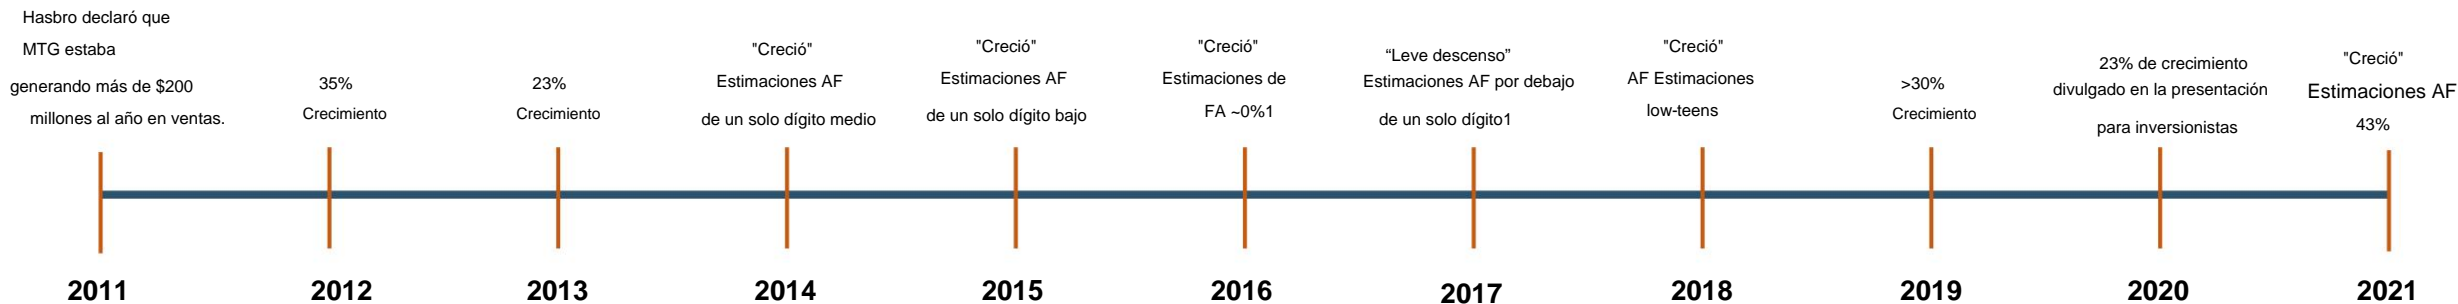 Hasbro declaró que
MTG estaba
generando más de $200
millones al año en ventas.
35%
Crecimiento
23%
Crecimiento
"Creció"
Estimaciones AF
de un solo dígito medio
"Creció"
Estimaciones AF
de un solo dígito bajo
"Creció"
Estimaciones de
FA ~0%1
“Leve descenso”
Estimaciones AF por debajo
de un solo dígito1
"Creció"
AF Estimaciones
low-teens
>30%
Crecimiento
23% de crecimiento
divulgado en la presentación
para inversionistas
"Creció"
Estimaciones AF
43%
2011
2012
2013
2014
2015
2016
2017
2018
2019
2020
2021